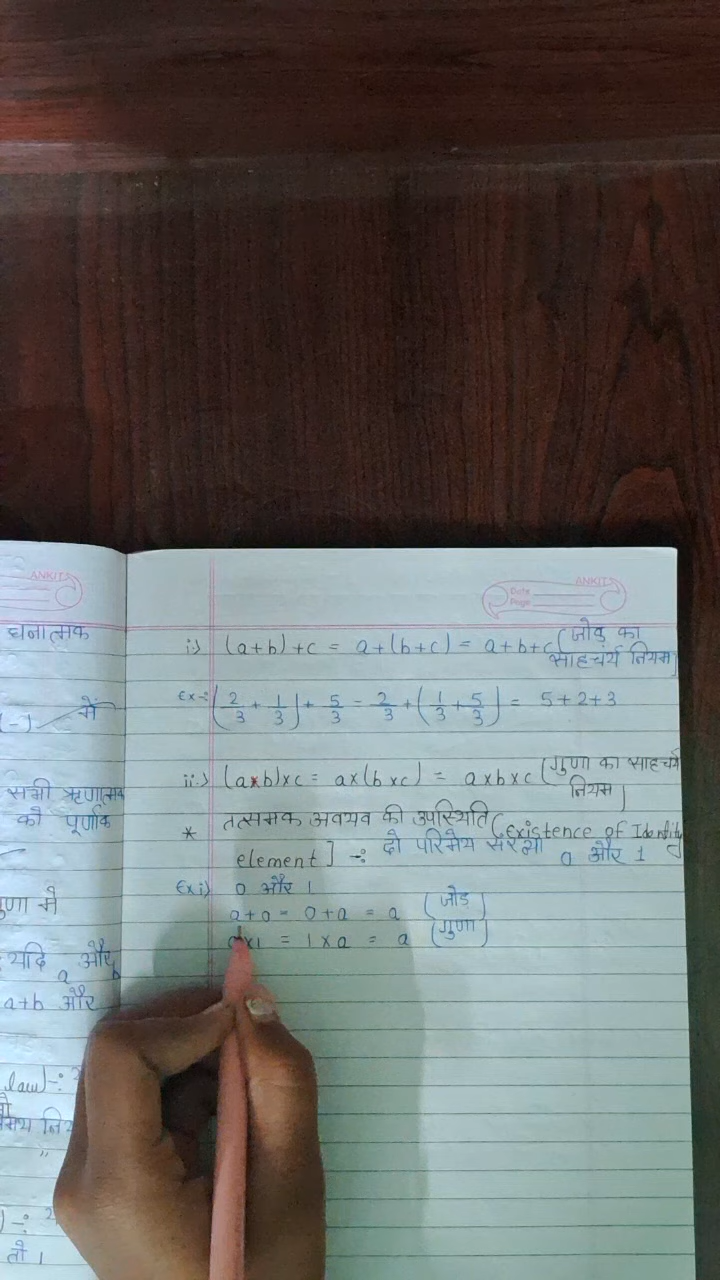 ANKIT
धनात्मक
(-) में
सभी ऋणात्मक
को पूर्णांक
गुणा में
यदि a और b
a+b और
law) -:
तो ।
ANKIT
Date
Page
i:) (a+b)+c = a+(b+c) = a+b+c (जोड़ का साहचर्य नियम)
Ex-: (2/3 + 1/3) + 5/3 = 2/3 + (1/3 + 5/3) = 5+2+3
ii:) (a×b)×c = a×(b×c) = a×b×c (गुणा का साहचर्य नियम)
* तत्समक अवयव की उपस्थिति (existence of Identity
element] -: दो परिमेय संख्या 0 और 1
Ex i) 0 और 1
a+0 = 0+a = a (जोड़)
a×1 = 1×a = a (गुणा)